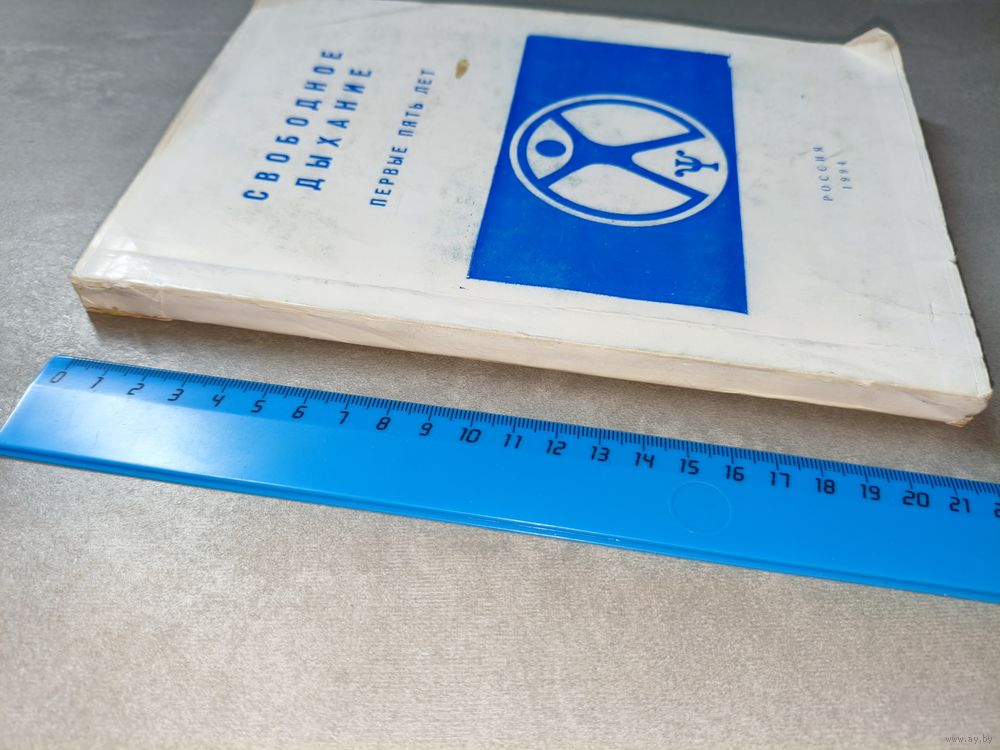 СВОБОДНОЕ
ДЫХАНИЕ
ПЕРВЫЕ ПЯТЬ ЛЕТ
Ψ
РОССИЯ
1994
0 1 2 3 4 5 6 7 8 9 10 11 12 13 14 15 16 17 18 19 20 21
www.ay.by